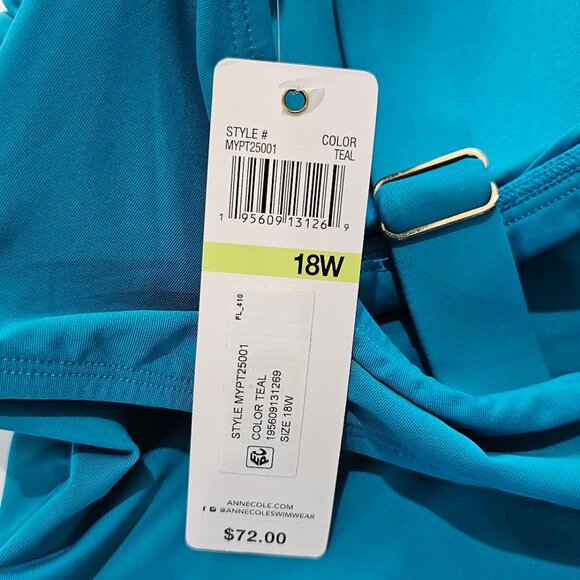 STYLE # COLOR
MYPT25001 TEAL
1 95609 13126 9
18W
FL_410
STYLE MYPT25001
COLOR TEAL
195609131269
SIZE 18W
ANNECOLE.COM
@ANNECOLESWIMWEAR
$72.00